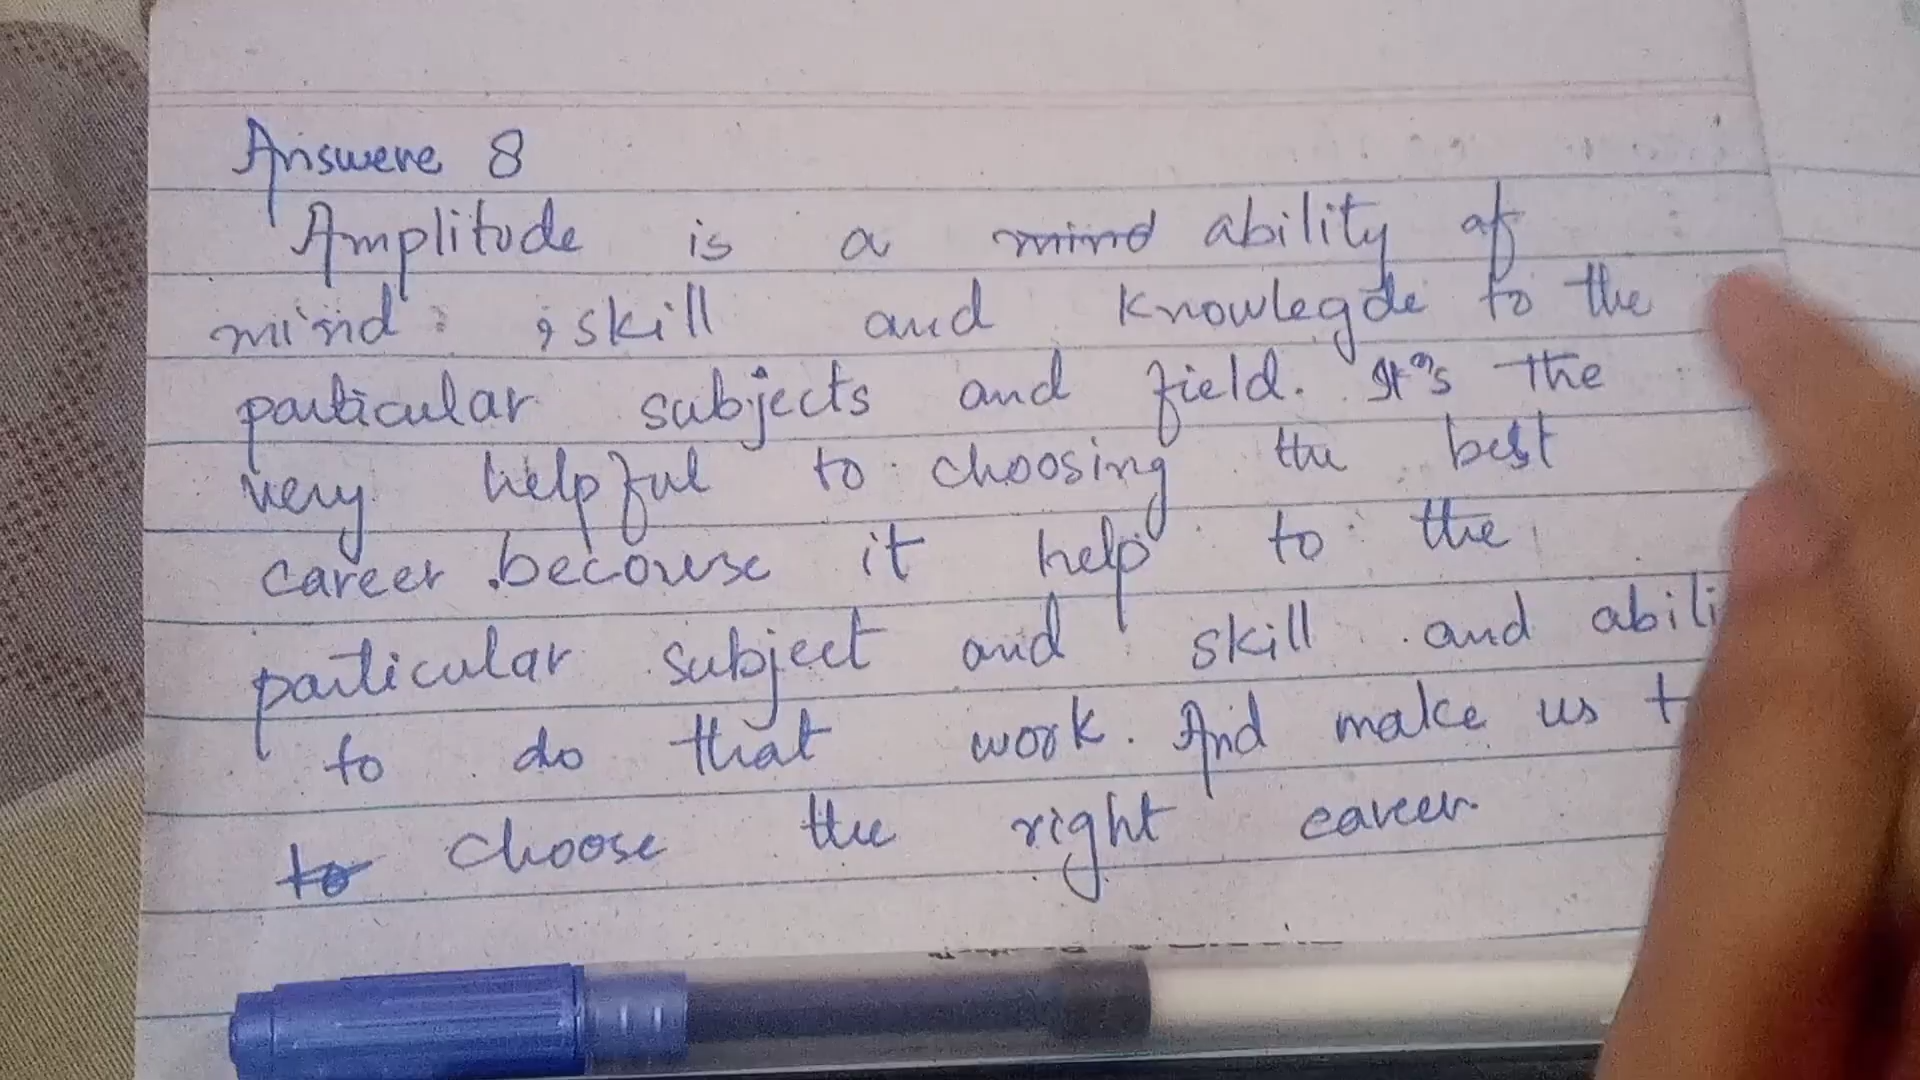 Answere 8
Amplitude is a mind ability of
mind , skill and knowlegde to the
particular subjects and field. It's the
very helpful to choosing the best
career .becouse it help to the
particular subject and skill and abili
to do that work. And make us t
to choose the right career.